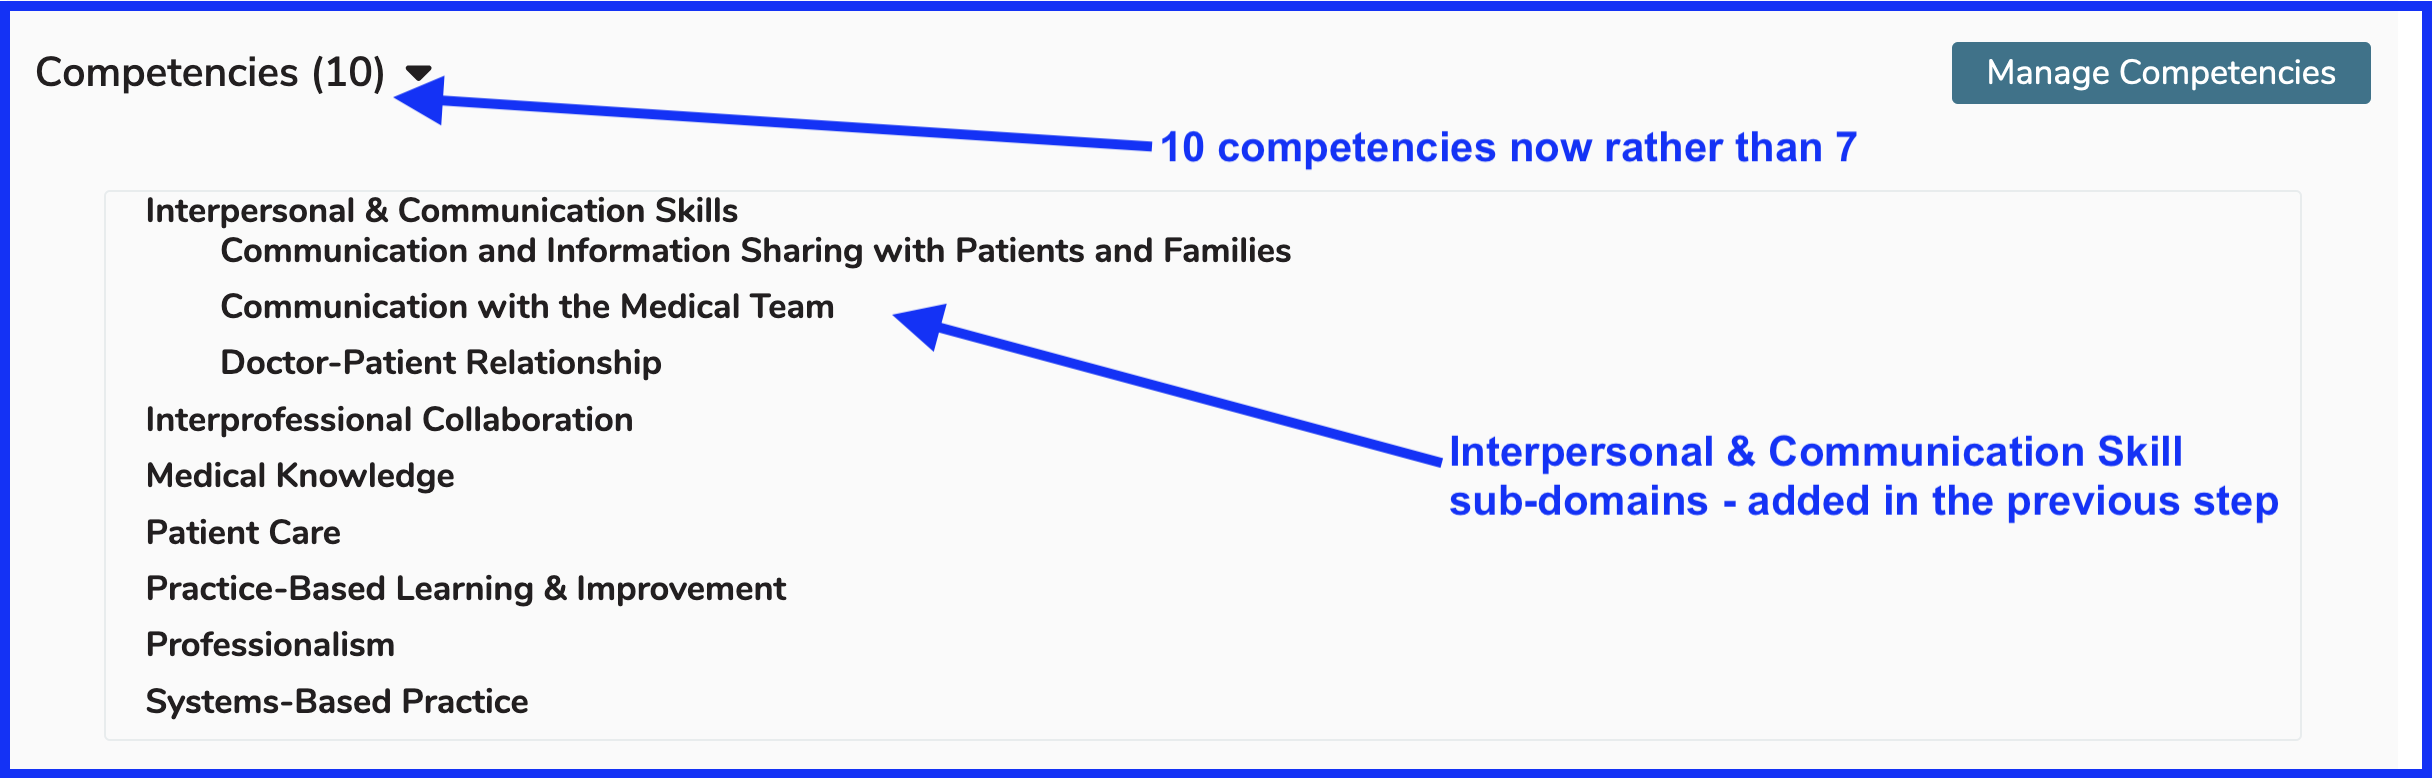 Competencies (10)
Manage Competencies
10 competencies now rather than 7
Interpersonal & Communication Skills
Communication and Information Sharing with Patients and Families
Communication with the Medical Team
Doctor-Patient Relationship
Interprofessional Collaboration
Medical Knowledge
Patient Care
Practice-Based Learning & Improvement
Professionalism
Systems-Based Practice
Interpersonal & Communication Skill
sub-domains - added in the previous step